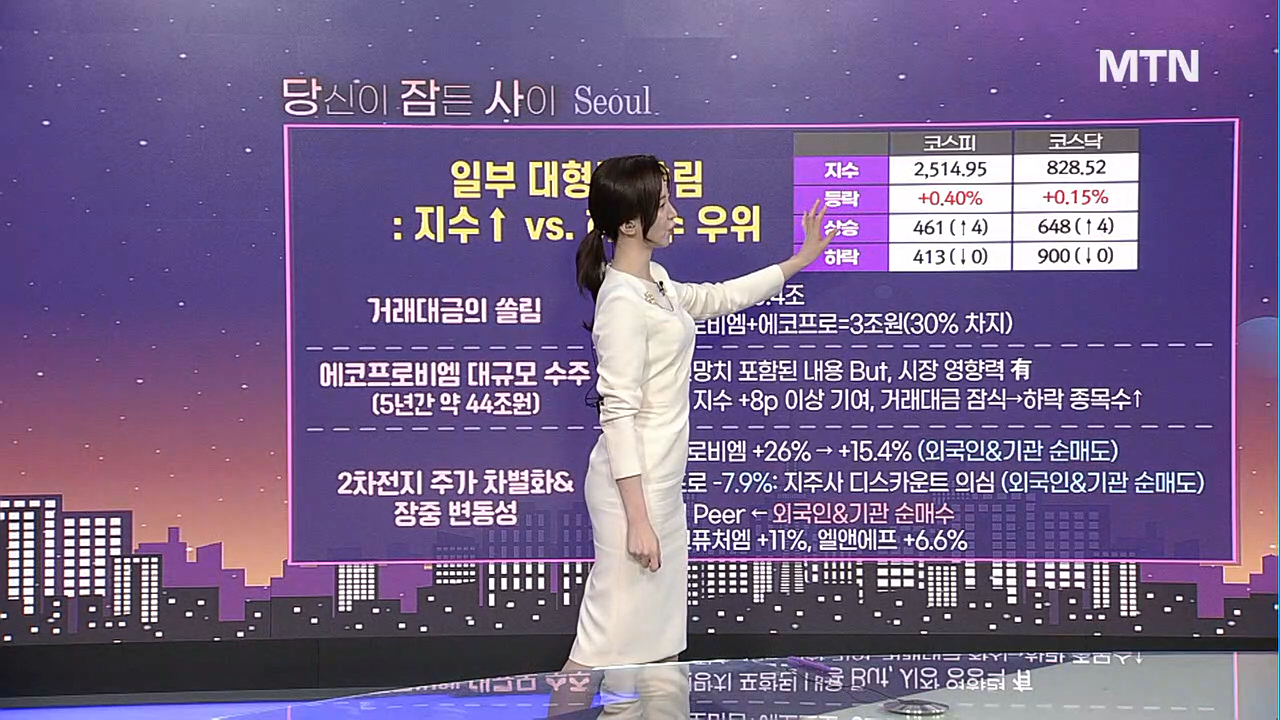 MTN
당신이 잠든 사이 Seoul
일부 대형
림
: 지수↑ vs. 수 우위
코스피 코스닥
지수 2,514.95 828.52
등락 +0.40% +0.15%
상승 461 (↑4) 648 (↑4)
하락 413 (↓0) 900 (↓0)
거래대금의 쏠림
.4조
로비엠+에코프로=3조원(30% 차지)
에코프로비엠 대규모 수주
(5년간 약 44조원)
망치 포함된 내용 But, 시장 영향력 有
지수 +8p 이상 기여, 거래대금 잠식→하락 종목수↑
2차전지 주가 차별화&
장중 변동성
로비엠 +26% → +15.4% (외국인&기관 순매도)
로 -7.9%: 지주사 디스카운트 의심 (외국인&기관 순매도)
Peer ← 외국인&기관 순매수
퓨처엠 +11%, 엘앤에프 +6.6%